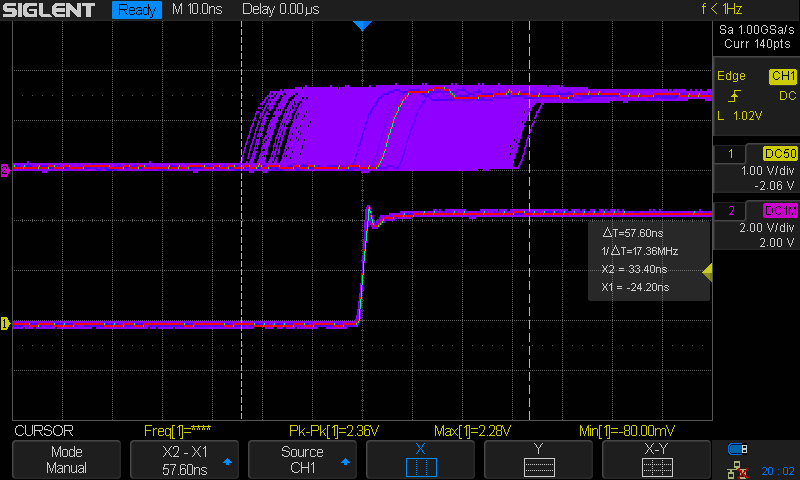 SIGLENT Ready M 10.0ns Delay 0.00µs f < 1Hz
Sa 1.00GSa/s
Curr 140pts
Edge CH1
DC
L 1.02V
1 DC50
1.00 V/div
-2.06 V
2 DC1M
2.00 V/div
2.00 V
2
1
△T=57.60ns
1/△T=17.36MHz
X2 = 33.40ns
X1 = -24.20ns
CURSOR Freq[1]=**** Pk-Pk[1]=2.36V Max[1]=2.28V Min[1]=-80.00mV
Mode
Manual
X2 - X1
57.60ns
Source
CH1
X
Y
X-Y
20:02